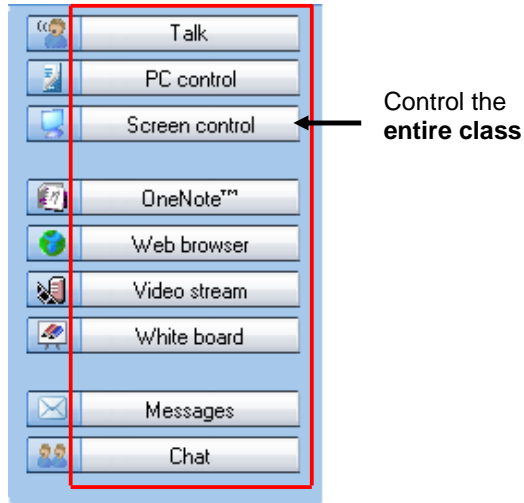 Talk
PC control
Screen control
Control the
entire class
OneNote™
Web browser
Video stream
White board
Messages
Chat